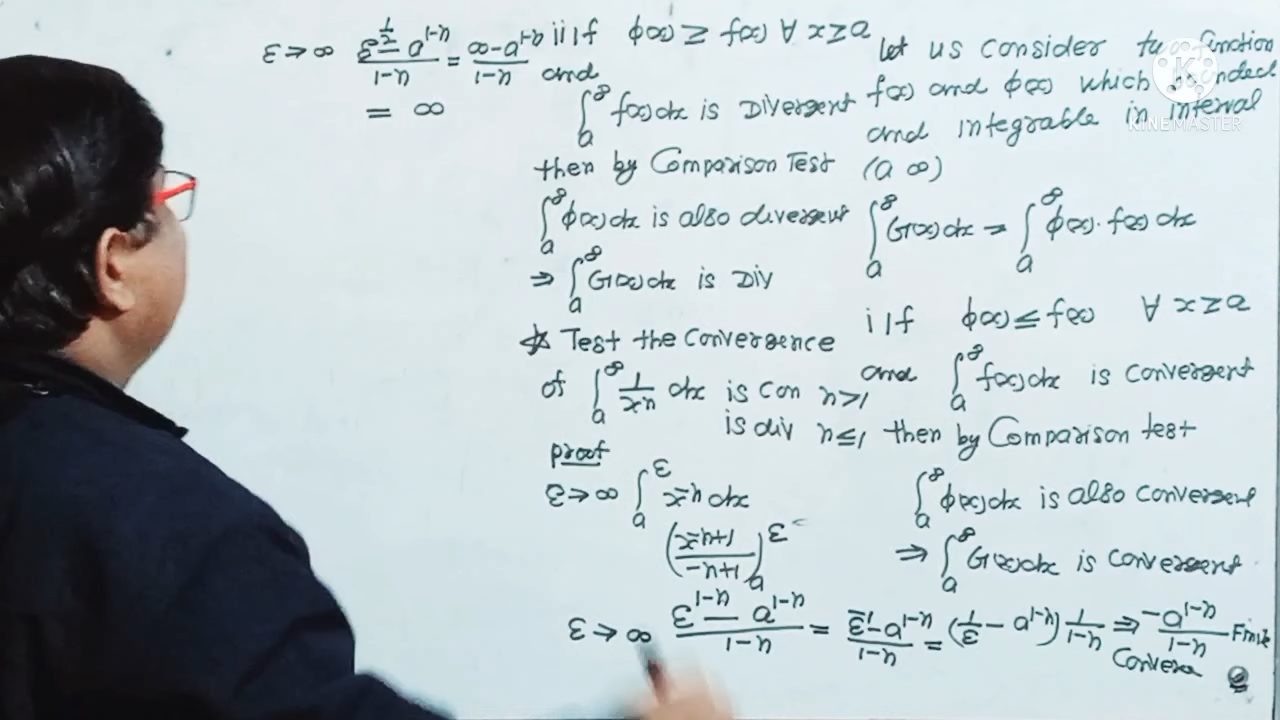 Let us consider two function
f(x) and ϕ(x) which bounded
and integrable in interval
(a ∞)
∫_a^∞ G(x)dx = ∫_a^∞ ϕ(x). f(x) dx
i) If ϕ(x) ≤ f(x) ∀ x ≥ a
and ∫_a^∞ f(x)dx is convergent
then by Comparison test
∫_a^∞ ϕ(x)dx is also convergent
⇒ ∫_a^∞ G(x)dx is convergent
ii) If ϕ(x) ≥ f(x) ∀ x ≥ a
and
∫_a^∞ f(x)dx is Divergent
then by Comparison Test
∫_a^∞ ϕ(x)dx is also divergent
⇒ ∫_a^∞ G(x)dx is Div
☆ Test the Convergence
of ∫_a^∞ 1/x^n dx is con n>1
is div n≤1
proof
ε→∞ ∫_a^ε x^-n dx
(x^-n+1 / -n+1)_a^ε
ε→∞ (ε^1-n − a^1-n)/(1-n) = (ε^-1 - a^1-n)/(1-n) = (1/ε − a^1-n) 1/(1-n) ⇒ -a^1-n/(1-n) Finite
Conver
ε→∞ (ε^1/2 − a^1-n)/(1-n) = (∞-a^1-n)/(1-n)
= ∞
K
KINEMASTER